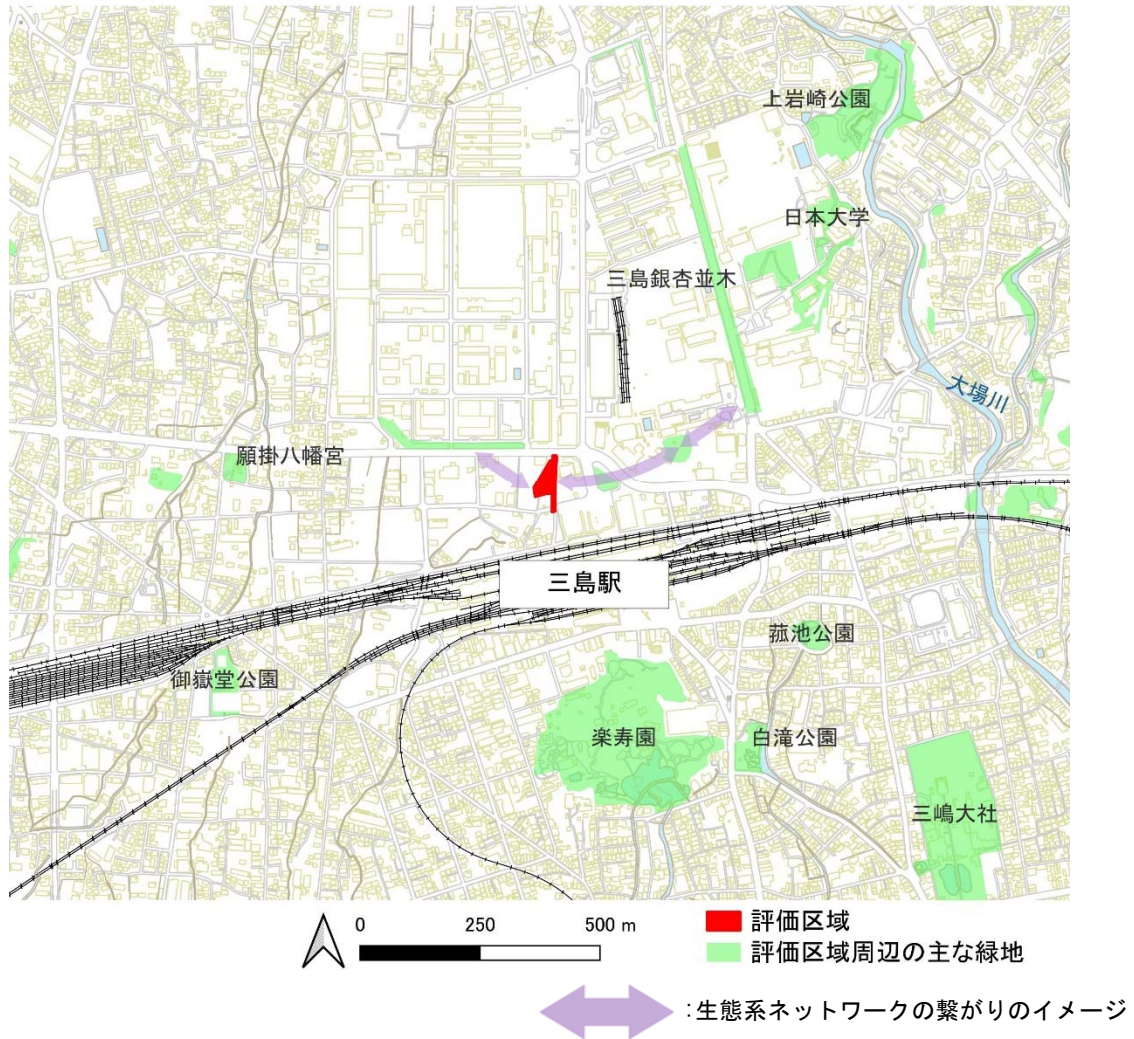 上岩崎公園
日本大学
三島銀杏並木
大場川
願掛八幡宮
三島駅
菰池公園
御嶽堂公園
楽寿園
白滝公園
三嶋大社
0 250 500 m
評価区域
評価区域周辺の主な緑地
:生態系ネットワークの繋がりのイメージ